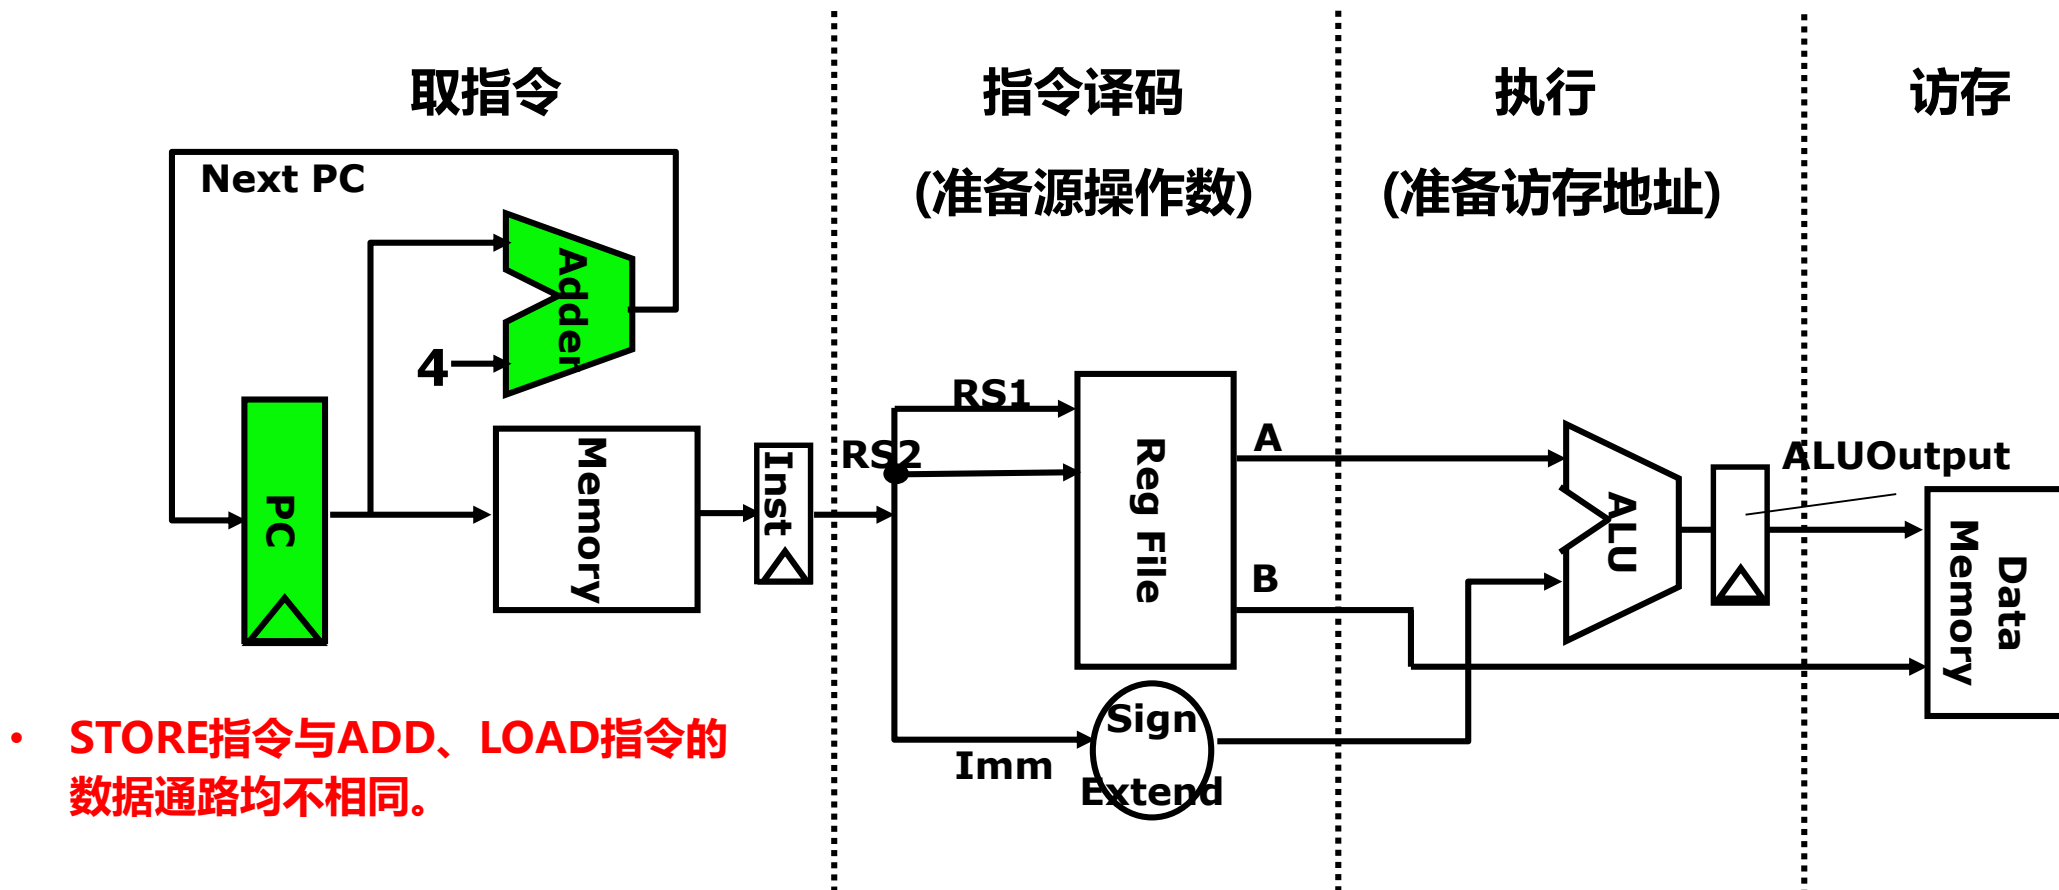 取指令
指令译码
执行
访存
(准备源操作数)
(准备访存地址)
Next PC
Adder
4
PC
Memory
Inst
RS1
RS2
Reg File
A
B
Imm
Sign
Extend
ALU
ALUOutput
Data
Memory
• STORE指令与ADD、LOAD指令的
数据通路均不相同。